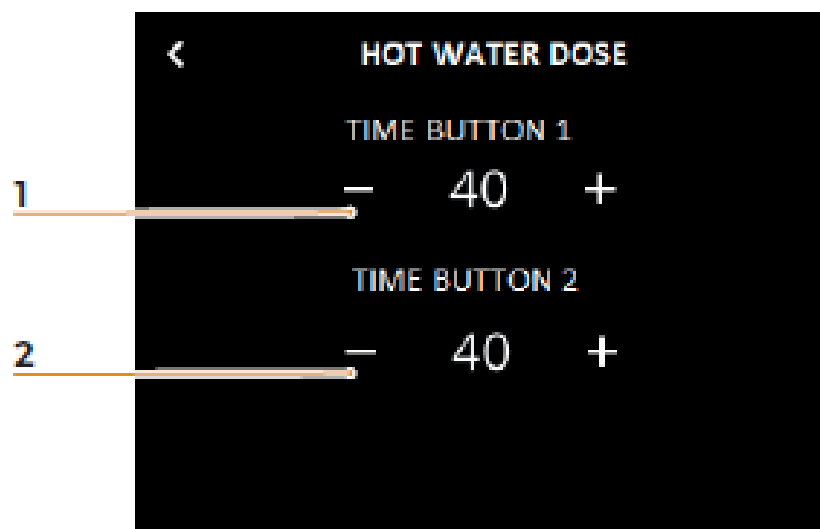 < HOT WATER DOSE
TIME BUTTON 1
1 − 40 +
TIME BUTTON 2
2 − 40 +